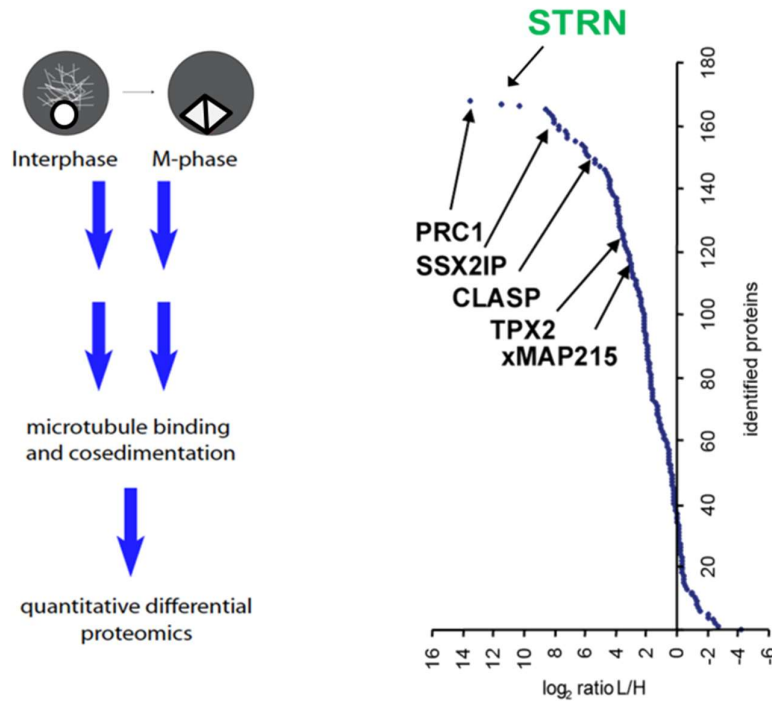 Interphase
M-phase
microtubule binding
and cosedimentation
quantitative differential
proteomics
STRN
PRC1
SSX2IP
CLASP
TPX2
xMAP215
180
160
140
120
100
80
60
40
20
identified proteins
16 14 12 10 8 6 4 2 0 -2 -4 -6
log2 ratio L/H